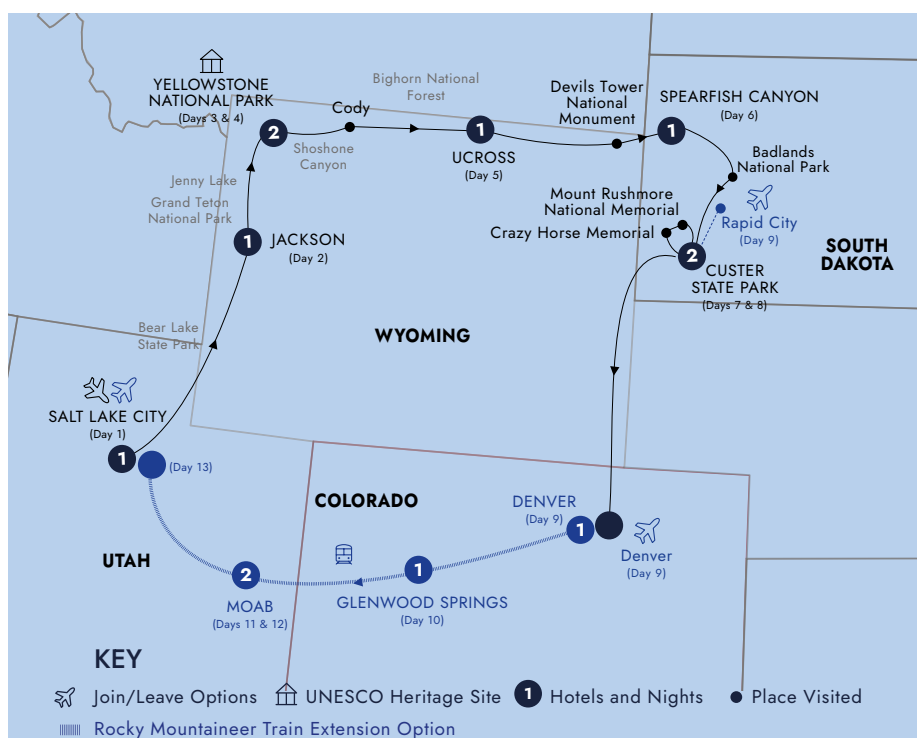 YELLOWSTONE
NATIONAL PARK
(Days 3 & 4)
2
Cody
Shoshone
Canyon
Bighorn National
Forest
1
UCROSS
(Day 5)
Devils Tower
National
Monument
SPEARFISH CANYON
(Day 6)
1
Badlands
National Park
Mount Rushmore
National Memorial
Crazy Horse Memorial
Rapid City
(Day 9)
2
CUSTER
STATE PARK
(Days 7 & 8)
SOUTH
DAKOTA
Jenny Lake
Grand Teton
National Park
1
JACKSON
(Day 2)
WYOMING
Bear Lake
State Park
SALT LAKE CITY
(Day 1)
1
(Day 13)
COLORADO
DENVER
(Day 9)
1
Denver
(Day 9)
UTAH
2
MOAB
(Days 11 & 12)
1
GLENWOOD SPRINGS
(Day 10)
KEY
Join/Leave Options
UNESCO Heritage Site
1 Hotels and Nights
Place Visited
Rocky Mountaineer Train Extension Option